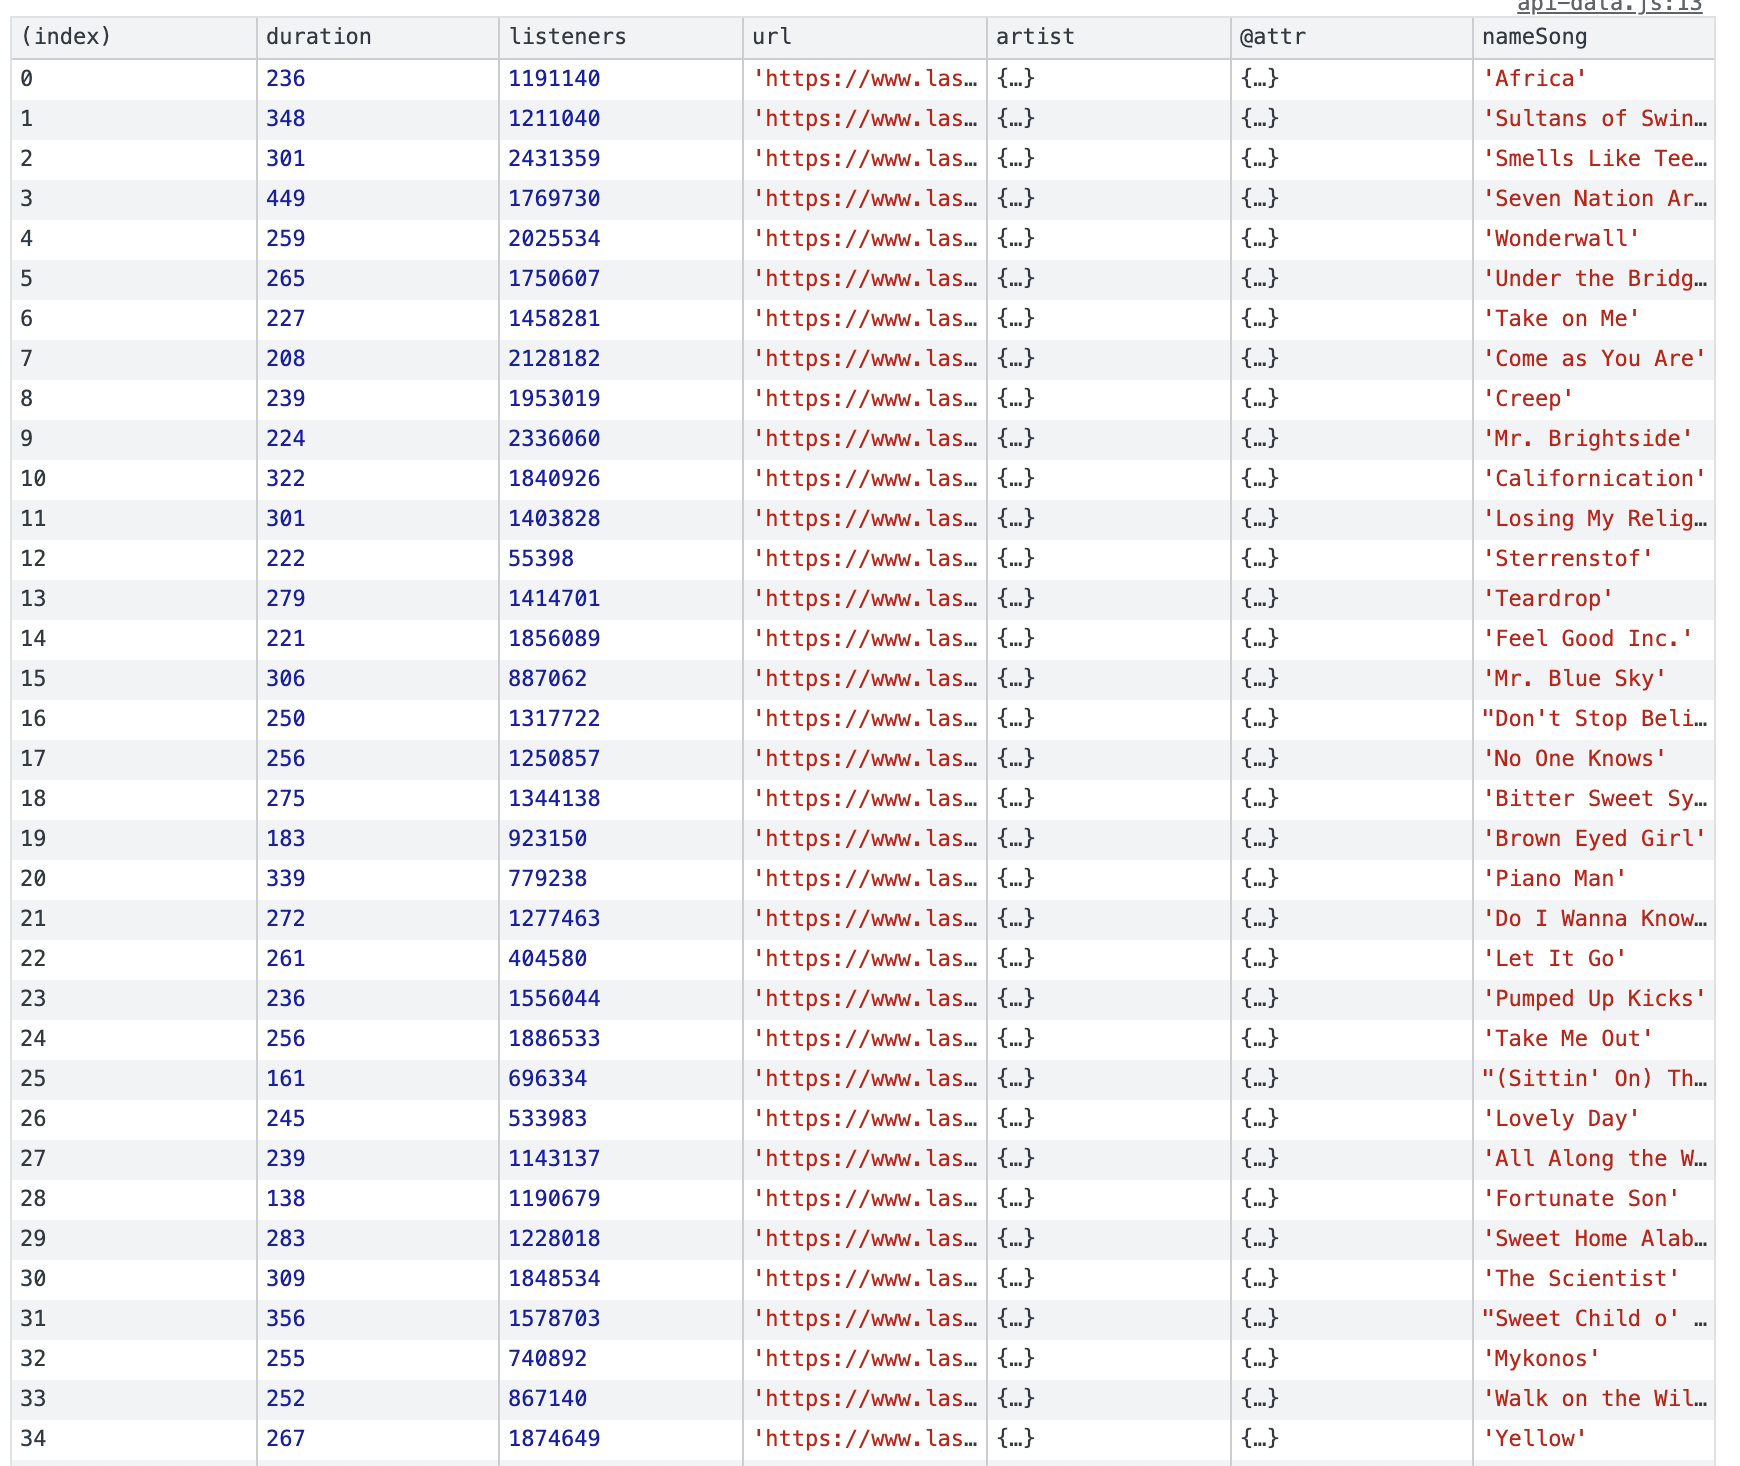 api-data.js:13
(index) duration listeners url artist @attr nameSong
0 236 1191140 'https://www.las… {…} {…} 'Africa'
1 348 1211040 'https://www.las… {…} {…} 'Sultans of Swin…
2 301 2431359 'https://www.las… {…} {…} 'Smells Like Tee…
3 449 1769730 'https://www.las… {…} {…} 'Seven Nation Ar…
4 259 2025534 'https://www.las… {…} {…} 'Wonderwall'
5 265 1750607 'https://www.las… {…} {…} 'Under the Bridg…
6 227 1458281 'https://www.las… {…} {…} 'Take on Me'
7 208 2128182 'https://www.las… {…} {…} 'Come as You Are'
8 239 1953019 'https://www.las… {…} {…} 'Creep'
9 224 2336060 'https://www.las… {…} {…} 'Mr. Brightside'
10 322 1840926 'https://www.las… {…} {…} 'Californication'
11 301 1403828 'https://www.las… {…} {…} 'Losing My Relig…
12 222 55398 'https://www.las… {…} {…} 'Sterrenstof'
13 279 1414701 'https://www.las… {…} {…} 'Teardrop'
14 221 1856089 'https://www.las… {…} {…} 'Feel Good Inc.'
15 306 887062 'https://www.las… {…} {…} 'Mr. Blue Sky'
16 250 1317722 'https://www.las… {…} {…} "Don't Stop Beli…
17 256 1250857 'https://www.las… {…} {…} 'No One Knows'
18 275 1344138 'https://www.las… {…} {…} 'Bitter Sweet Sy…
19 183 923150 'https://www.las… {…} {…} 'Brown Eyed Girl'
20 339 779238 'https://www.las… {…} {…} 'Piano Man'
21 272 1277463 'https://www.las… {…} {…} 'Do I Wanna Know…
22 261 404580 'https://www.las… {…} {…} 'Let It Go'
23 236 1556044 'https://www.las… {…} {…} 'Pumped Up Kicks'
24 256 1886533 'https://www.las… {…} {…} 'Take Me Out'
25 161 696334 'https://www.las… {…} {…} "(Sittin' On) Th…
26 245 533983 'https://www.las… {…} {…} 'Lovely Day'
27 239 1143137 'https://www.las… {…} {…} 'All Along the W…
28 138 1190679 'https://www.las… {…} {…} 'Fortunate Son'
29 283 1228018 'https://www.las… {…} {…} 'Sweet Home Alab…
30 309 1848534 'https://www.las… {…} {…} 'The Scientist'
31 356 1578703 'https://www.las… {…} {…} "Sweet Child o' …
32 255 740892 'https://www.las… {…} {…} 'Mykonos'
33 252 867140 'https://www.las… {…} {…} 'Walk on the Wil…
34 267 1874649 'https://www.las… {…} {…} 'Yellow'